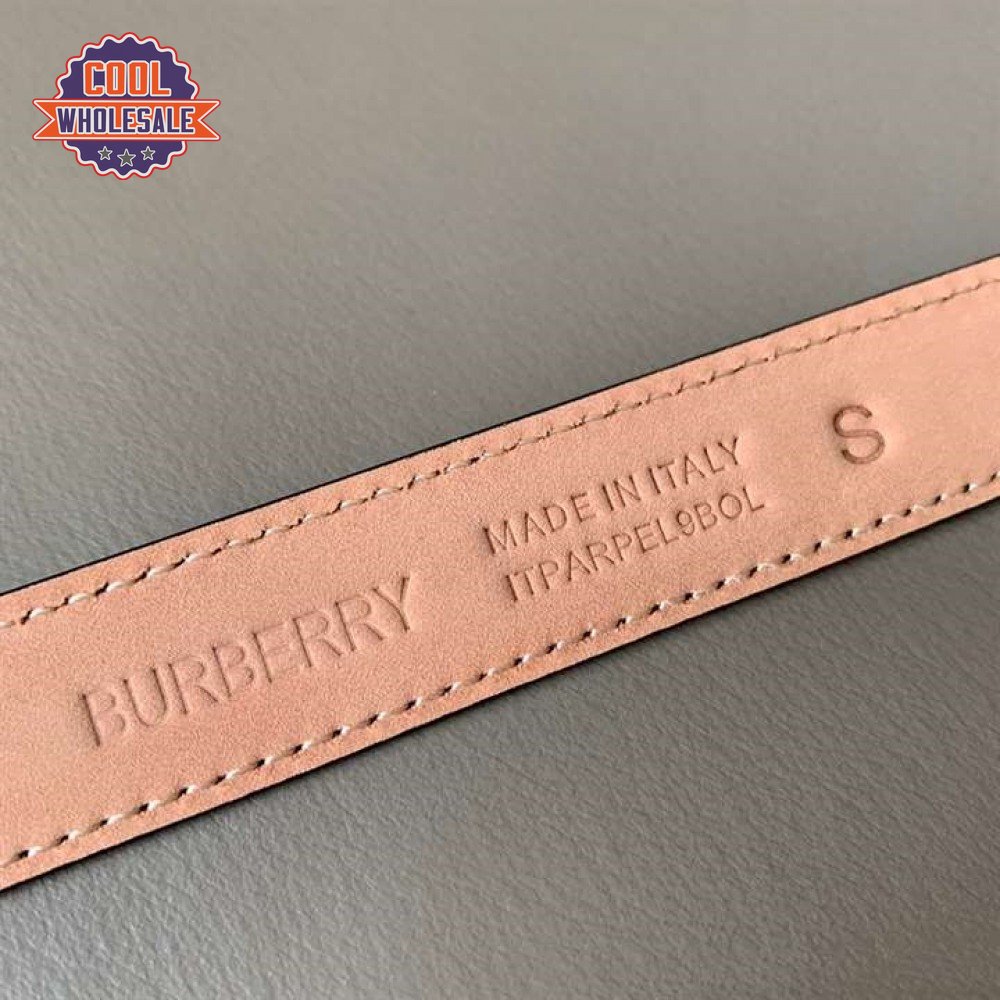 COOL
WHOLESALE
BURBERRY
MADE IN ITALY
ITPARPEL9BOL
S